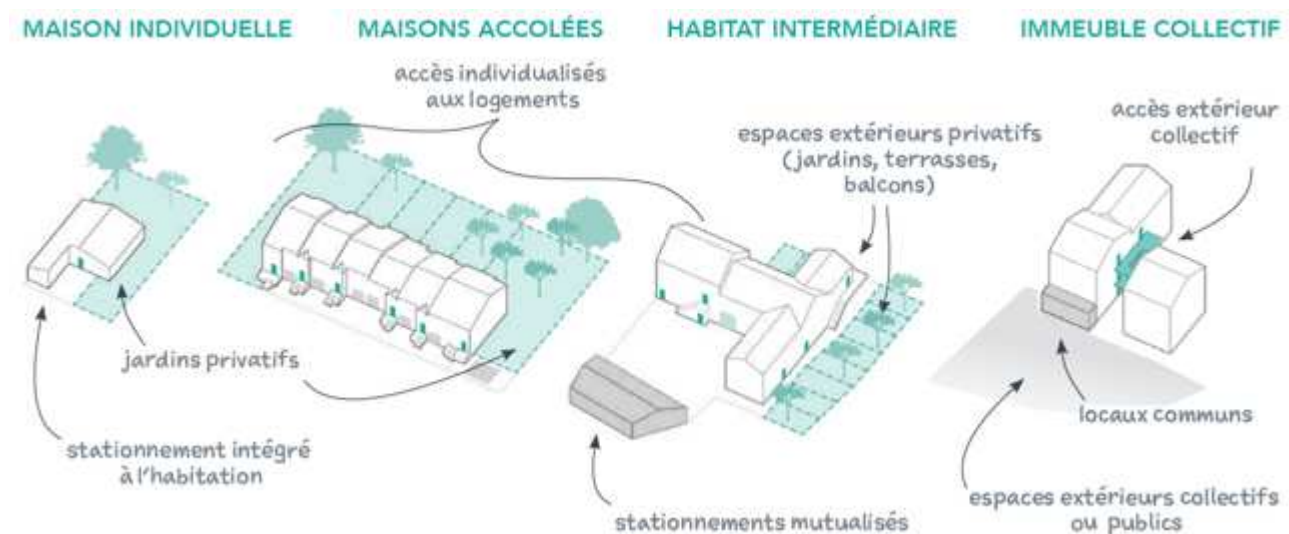 MAISON INDIVIDUELLE
MAISONS ACCOLÉES
HABITAT INTERMÉDIAIRE
IMMEUBLE COLLECTIF
accès individualisés
aux logements
espaces extérieurs privatifs
(jardins, terrasses,
balcons)
accès extérieur
collectif
jardins privatifs
stationnement intégré
à l'habitation
stationnements mutualisés
locaux communs
espaces extérieurs collectifs
ou publics